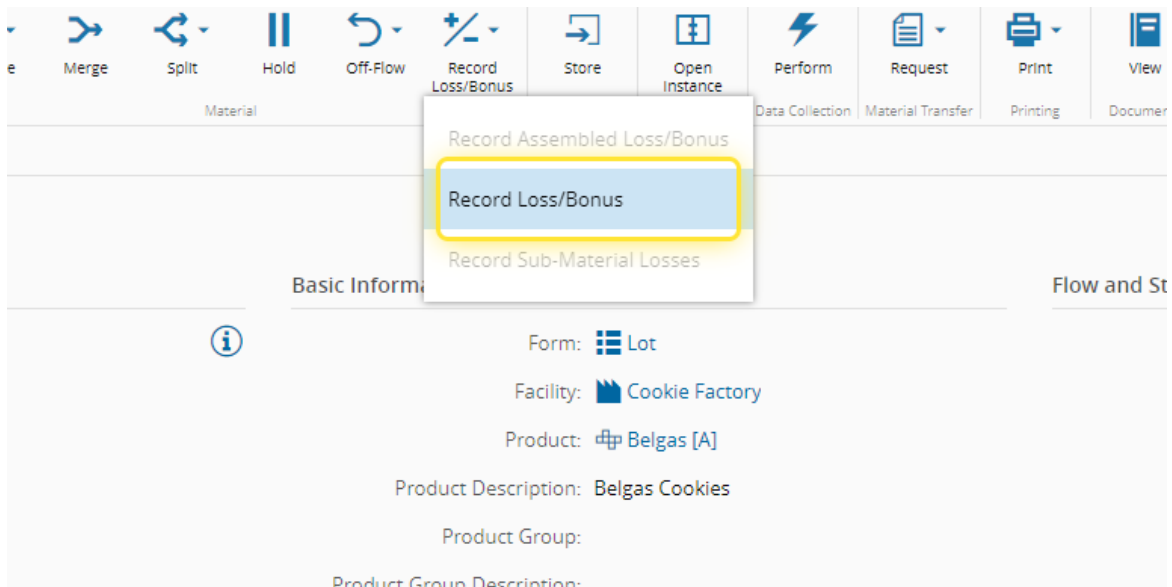 e
Merge
Split
Hold
Off-Flow
Record
Loss/Bonus
Store
Open
Instance
Perform
Request
Print
View
Material
Data Collection
Material Transfer
Printing
Documen
Record Assembled Loss/Bonus
Record Loss/Bonus
Record Sub-Material Losses
Basic Informa
Flow and St
Form: Lot
Facility: Cookie Factory
Product: Belgas [A]
Product Description: Belgas Cookies
Product Group:
Product Group Description: